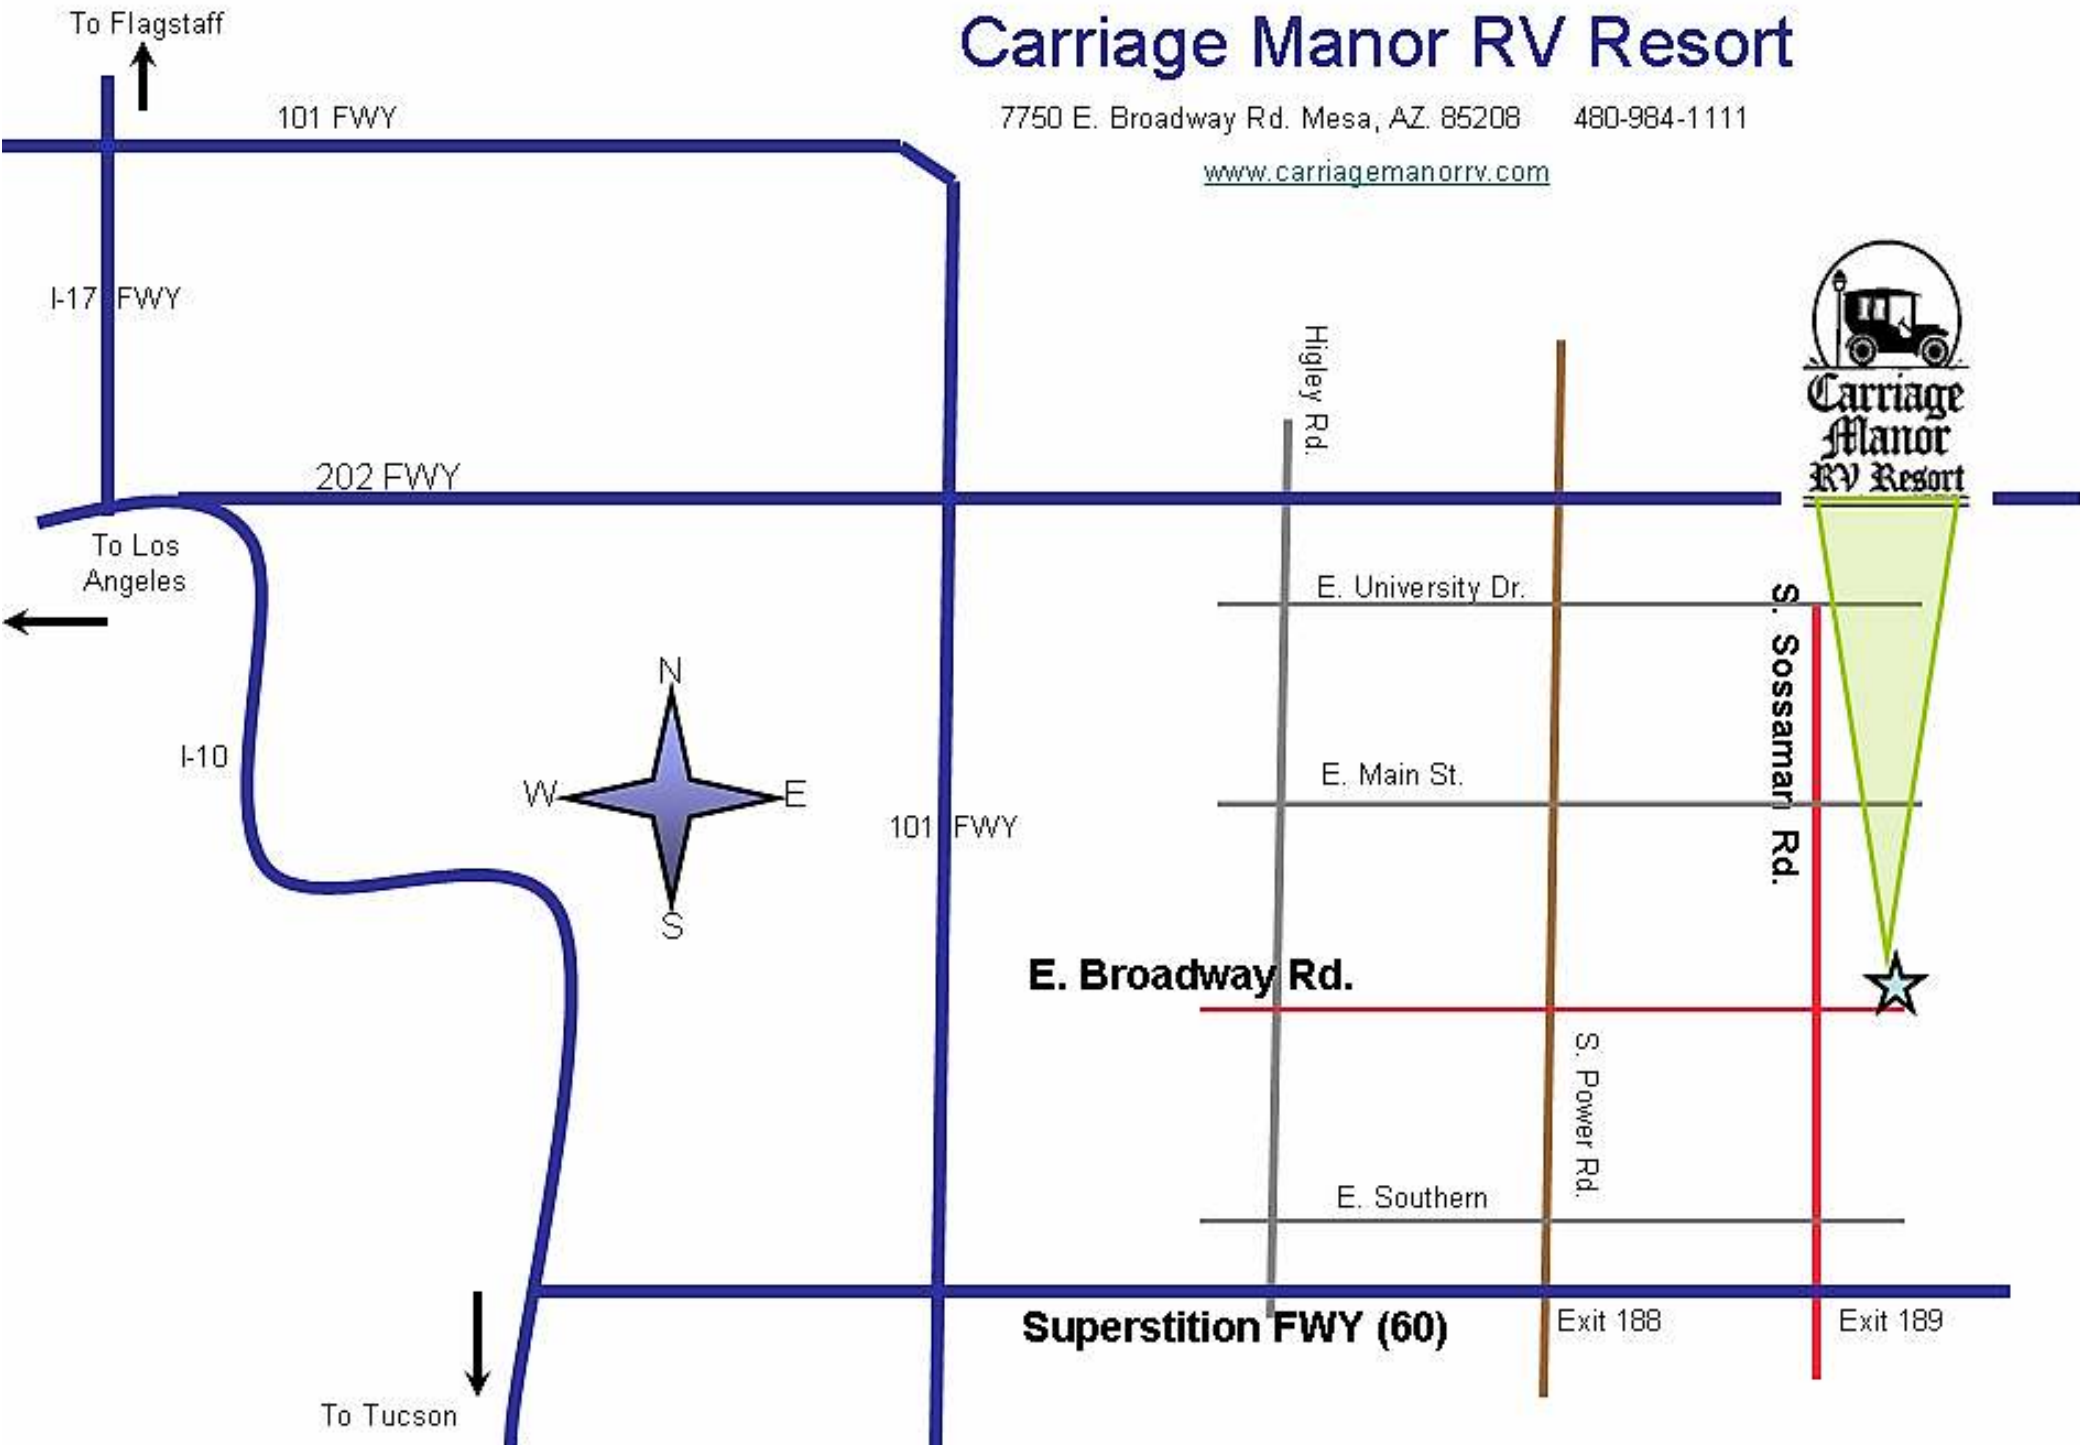 To Flagstaff
Carriage Manor RV Resort
101 FWY
7750 E. Broadway Rd. Mesa, AZ. 85208 480-984-1111
www.carriagemanorrv.com
I-17 FWY
Higley Rd.
Carriage
Manor
RV Resort
202 FWY
To Los
Angeles
E. University Dr.
S. Sossaman Rd.
N
I-10
W
E
E. Main St.
101 FWY
S
E. Broadway Rd.
S. Power Rd.
E. Southern
Superstition FWY (60)
Exit 188
Exit 189
To Tucson